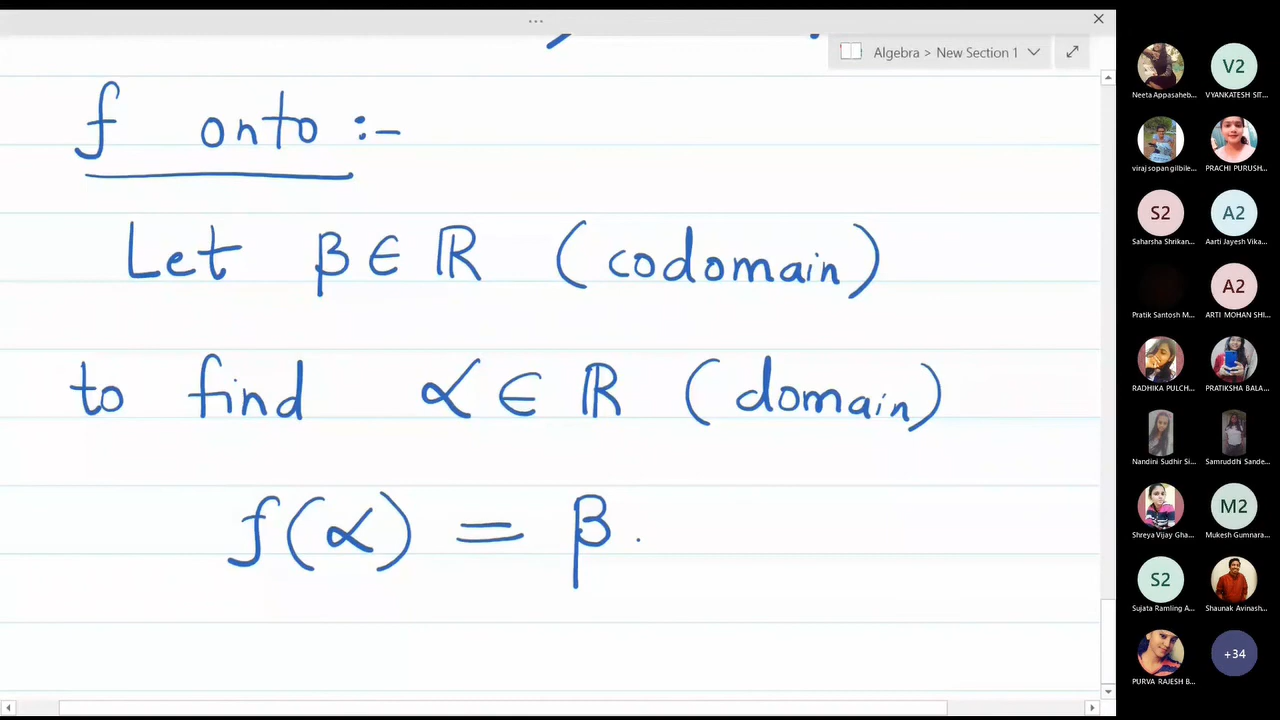 Algebra > New Section 1
f onto :-
Let β ∈ ℝ (codomain)
to find α ∈ ℝ (domain)
f(α) = β .
Neeta Appasaheb...
V2
VYANKATESH SIT...
viraj sopan gilbile...
PRACHI PURUSH...
S2
Saharsha Shrikan...
A2
Aarti Jayesh Vika...
Pratik Santosh M...
A2
ARTI MOHAN SHI...
RADHIKA PULCH...
PRATIKSHA BALA...
Nandini Sudhir Si...
Samruddhi Sande...
Shreya Vijay Gha...
M2
Mukesh Gumnara...
S2
Sujata Ramling A...
Shaunak Avinash...
PURVA RAJESH B...
+34